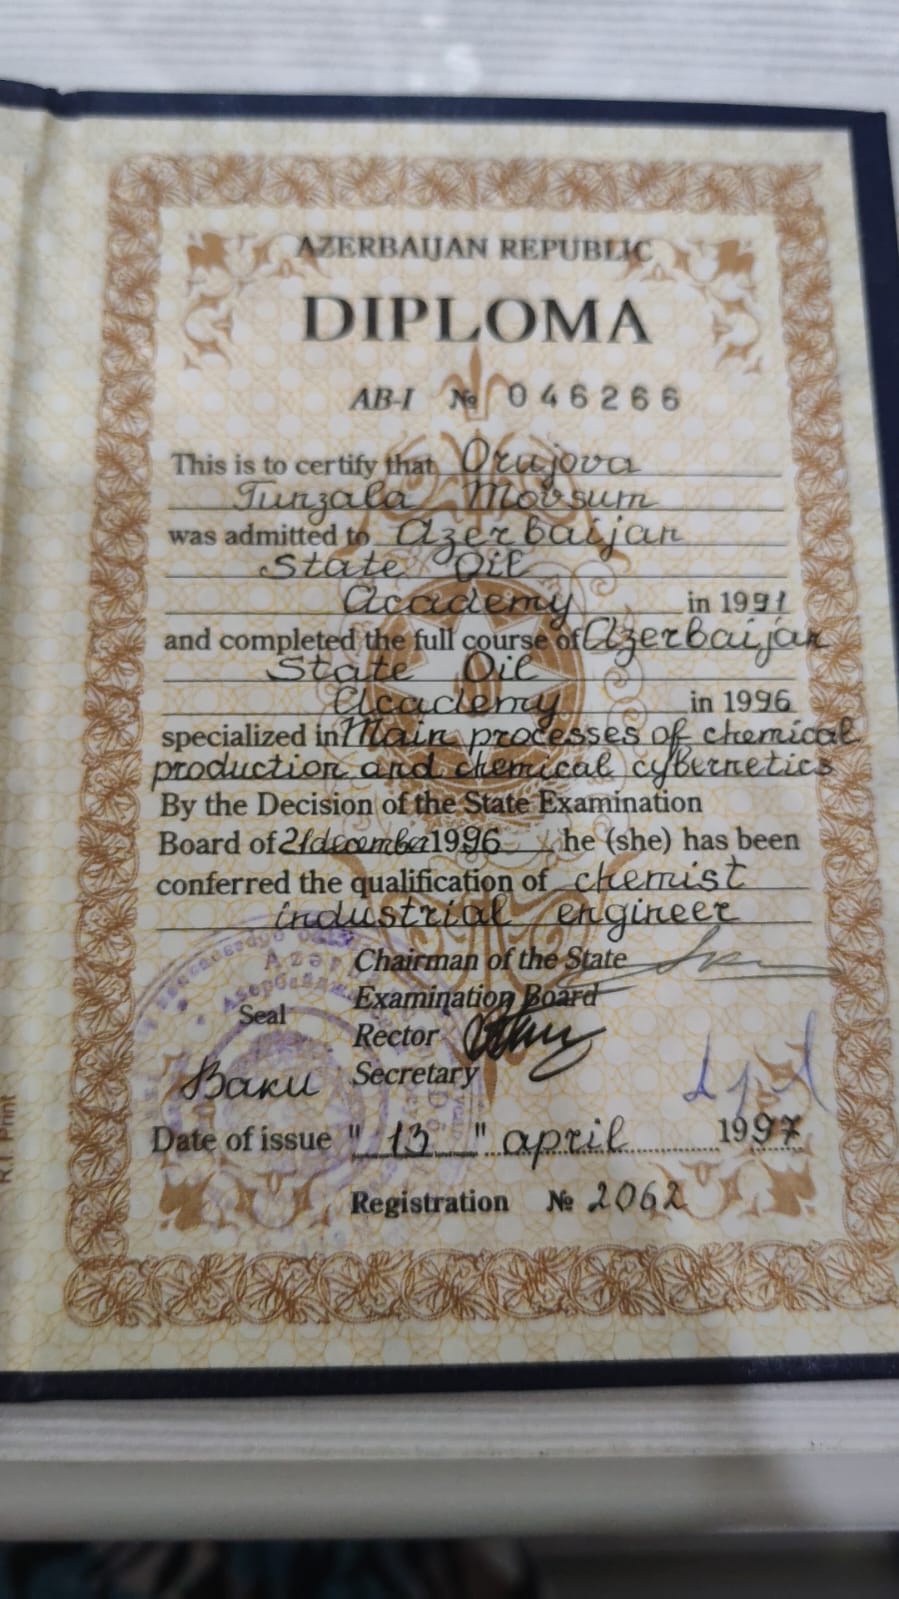 AZERBAIJAN REPUBLIC
DIPLOMA
AB-I № 046266
This is to certify that Orujova
Tunzala Movsum
was admitted to Azerbaijan
State Oil
Academy in 1991
and completed the full course of Azerbaijan
State Oil
Academy in 1996
specialized in Main processes of chemical
production and chemical cybernetics
By the Decision of the State Examination
Board of 21 december 1996 he (she) has been
conferred the qualification of chemist
industrial engineer
Chairman of the State
Examination Board
Seal
Rector
Baku Secretary
Date of issue "13" april 1997
Registration № 2062